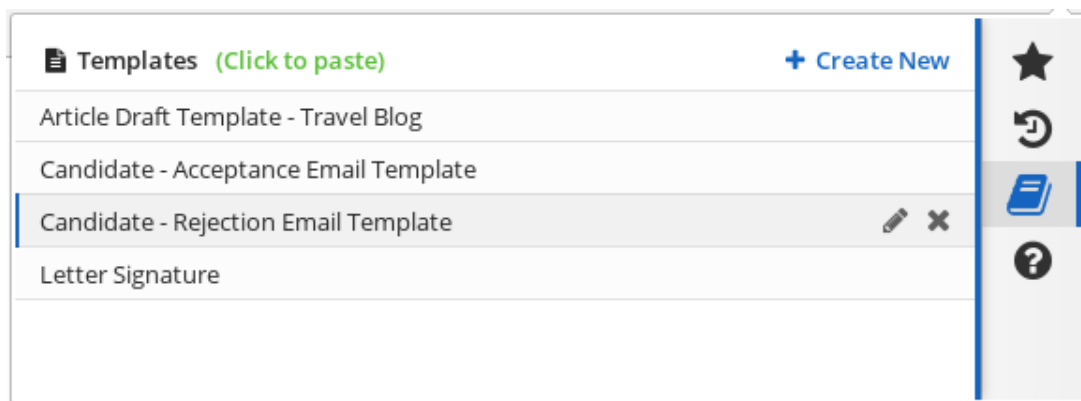 Templates (Click to paste) + Create New
Article Draft Template - Travel Blog
Candidate - Acceptance Email Template
Candidate - Rejection Email Template
Letter Signature